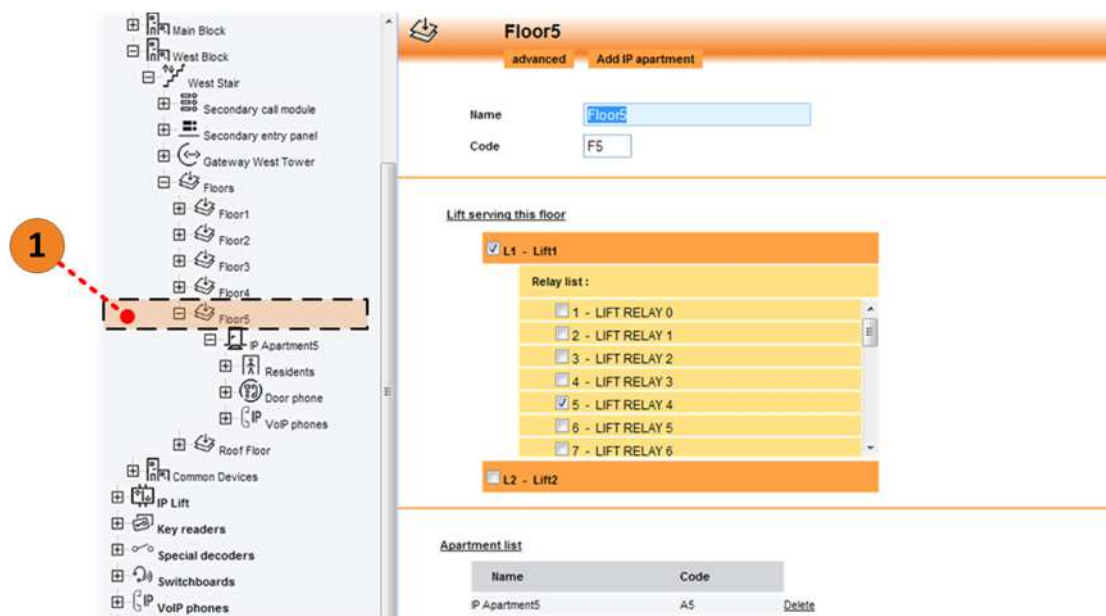 Main Block
West Block
West Stair
Secondary call module
Secondary entry panel
Gateway West Tower
Floors
Floor1
Floor2
Floor3
Floor4
Floor5
IP Apartment5
Residents
Door phone
IP VoIP phones
Roof Floor
Common Devices
IP Lift
Key readers
Special decoders
Switchboards
IP VoIP phones
1
Floor5
advanced Add IP apartment
Name Floor5
Code F5
Lift serving this floor
L1 - Lift1
Relay list :
1 - LIFT RELAY 0
2 - LIFT RELAY 1
3 - LIFT RELAY 2
4 - LIFT RELAY 3
5 - LIFT RELAY 4
6 - LIFT RELAY 5
7 - LIFT RELAY 6
L2 - Lift2
Apartment list
Name Code
IP Apartment5 A5 Delete